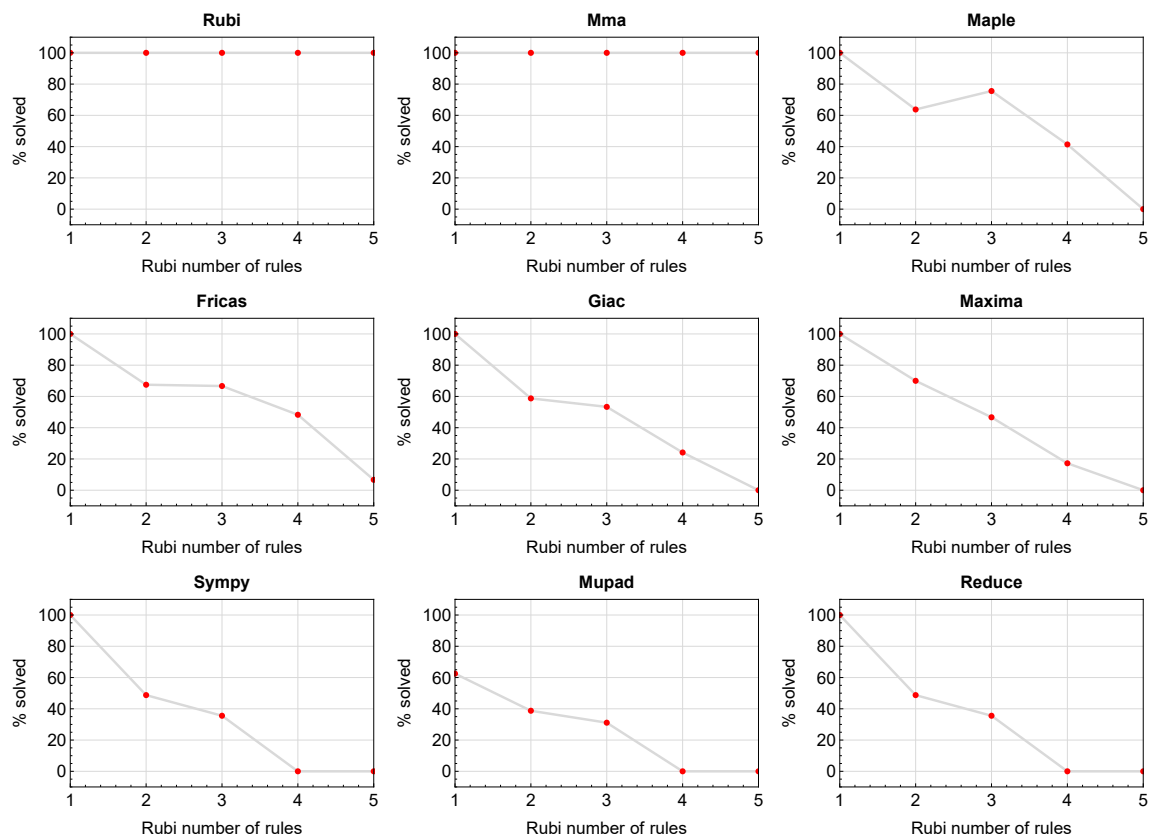 Rubi Mma Maple
100 100 100
80 80 80
60 60 60
% solved % solved % solved
40 40 40
20 20 20
0 0 0
1 2 3 4 5 1 2 3 4 5 1 2 3 4 5
Rubi number of rules Rubi number of rules Rubi number of rules
Fricas Giac Maxima
100 100 100
80 80 80
60 60 60
% solved % solved % solved
40 40 40
20 20 20
0 0 0
1 2 3 4 5 1 2 3 4 5 1 2 3 4 5
Rubi number of rules Rubi number of rules Rubi number of rules
Sympy Mupad Reduce
100 100 100
80 80 80
60 60 60
% solved % solved % solved
40 40 40
20 20 20
0 0 0
1 2 3 4 5 1 2 3 4 5 1 2 3 4 5
Rubi number of rules Rubi number of rules Rubi number of rules